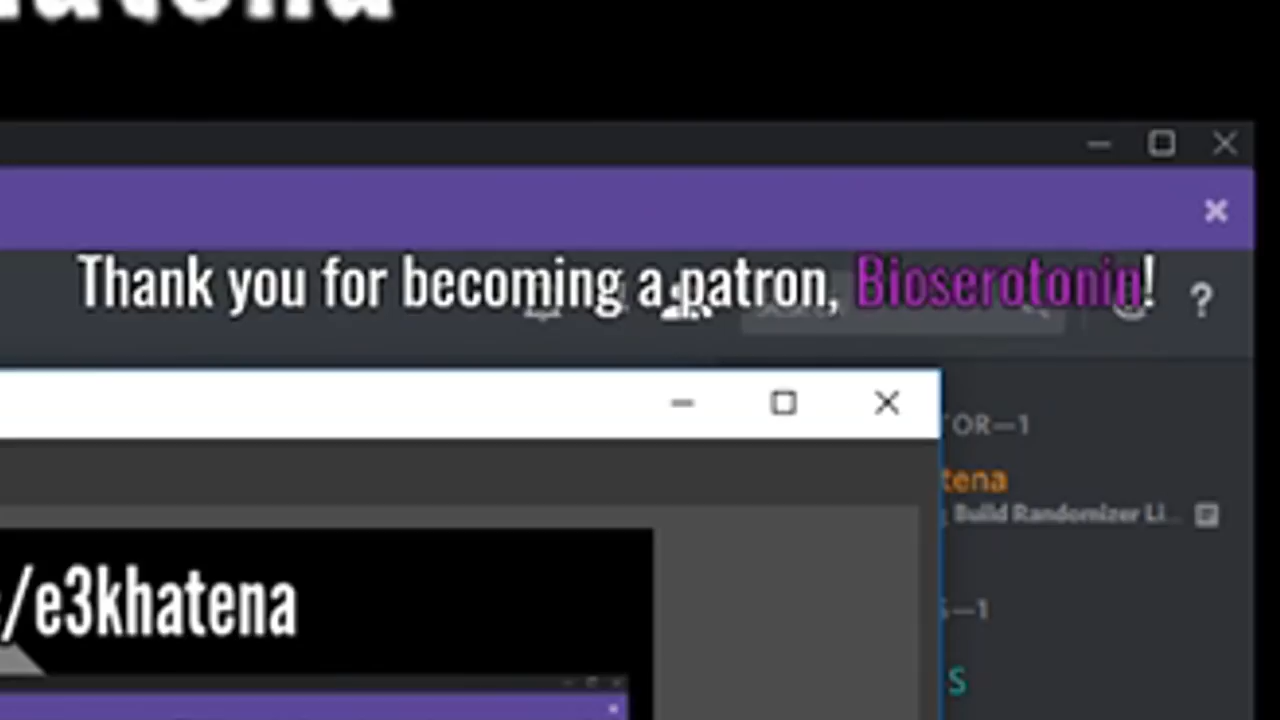 Thank you for becoming a patron, Bioserotonin!
?
TOR—1
tena
Build Randomizer Li...
/e3khatena
S—1
S